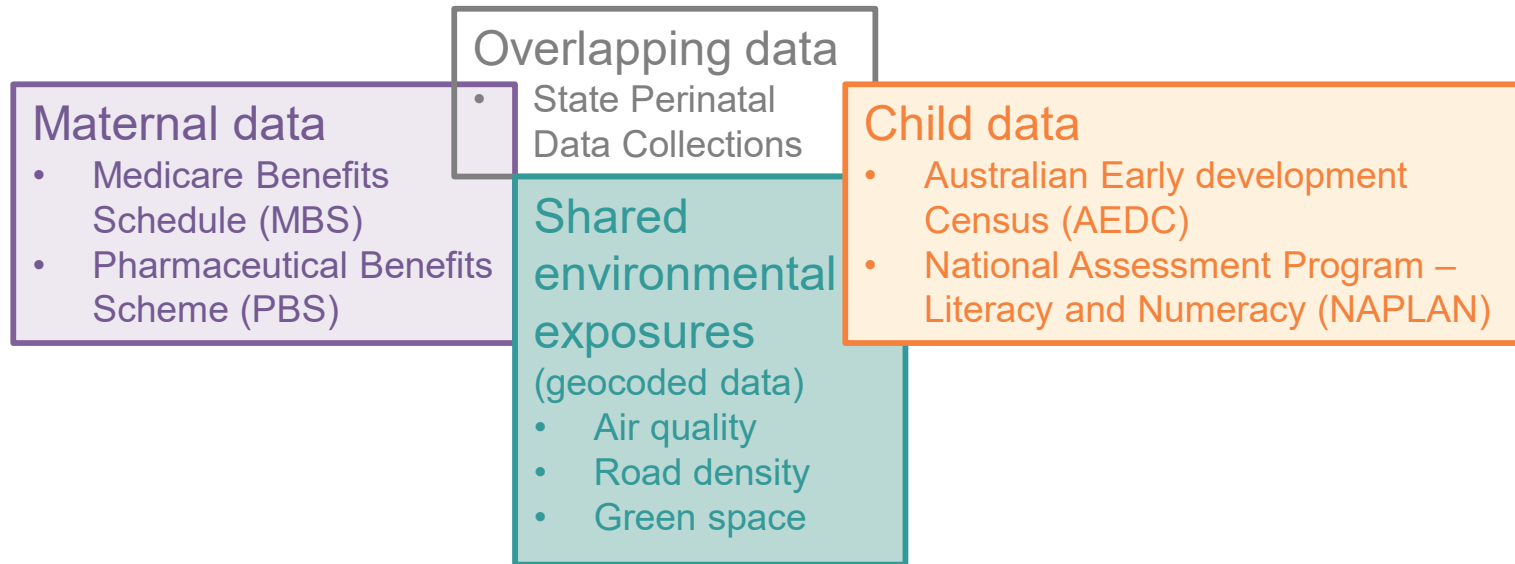 Overlapping data
• State Perinatal
Data Collections
Maternal data
• Medicare Benefits
Schedule (MBS)
• Pharmaceutical Benefits
Scheme (PBS)
Shared
environmental
exposures
(geocoded data)
• Air quality
• Road density
• Green space
Child data
• Australian Early development
Census (AEDC)
• National Assessment Program –
Literacy and Numeracy (NAPLAN)